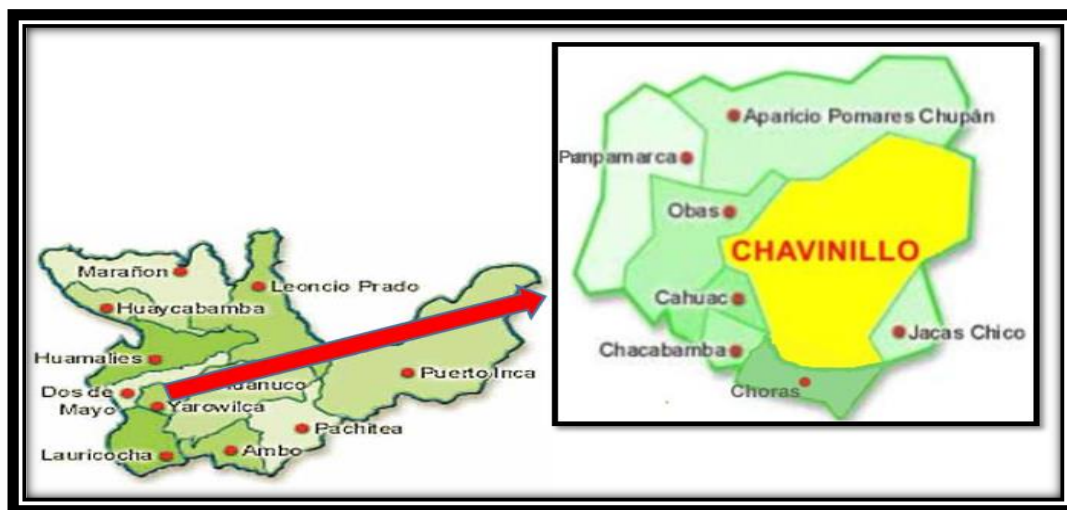 Marañon
Leoncio Prado
Huaycabamba
Huamalies
Puerto Inca
Dos de
Mayo
Yarowilca
Pachitea
Lauricocha
Ambo
Aparicio Pomares Chupán
Panpamarca
Obas
CHAVINILLO
Cahuac
Jacas Chico
Chacabamba
Choras